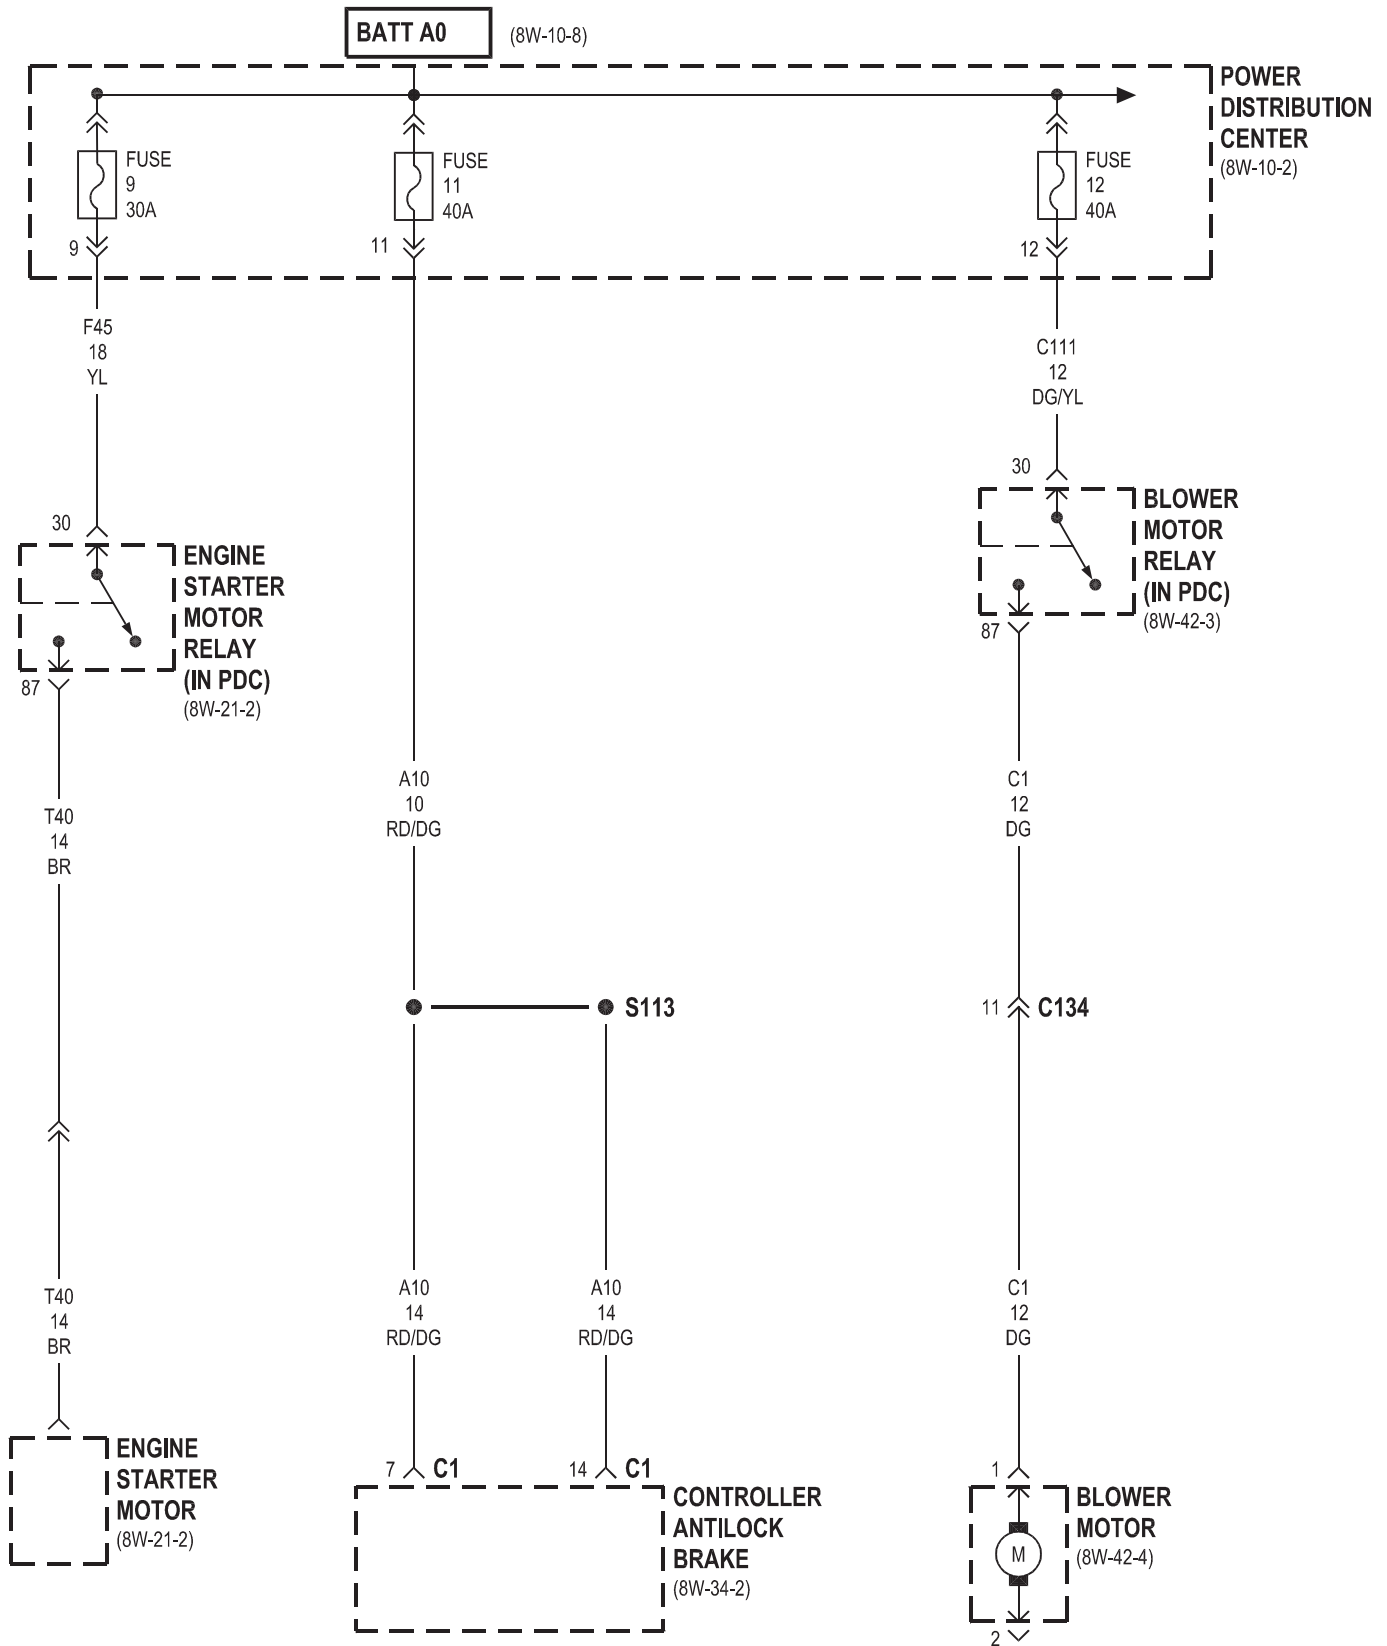 BATT A0
(8W-10-8)
POWER
DISTRIBUTION
CENTER
(8W-10-2)
FUSE
9
30A
FUSE
11
40A
FUSE
12
40A
9
11
12
F45
18
YL
C111
12
DG/YL
30
BLOWER
MOTOR
RELAY
(IN PDC)
(8W-42-3)
87
30
ENGINE
STARTER
MOTOR
RELAY
(IN PDC)
(8W-21-2)
87
T40
14
BR
A10
10
RD/DG
C1
12
DG
S113
11
C134
T40
14
BR
A10
14
RD/DG
A10
14
RD/DG
C1
12
DG
ENGINE
STARTER
MOTOR
(8W-21-2)
7
C1
14
C1
CONTROLLER
ANTILOCK
BRAKE
(8W-34-2)
1
BLOWER
MOTOR
(8W-42-4)
M
2